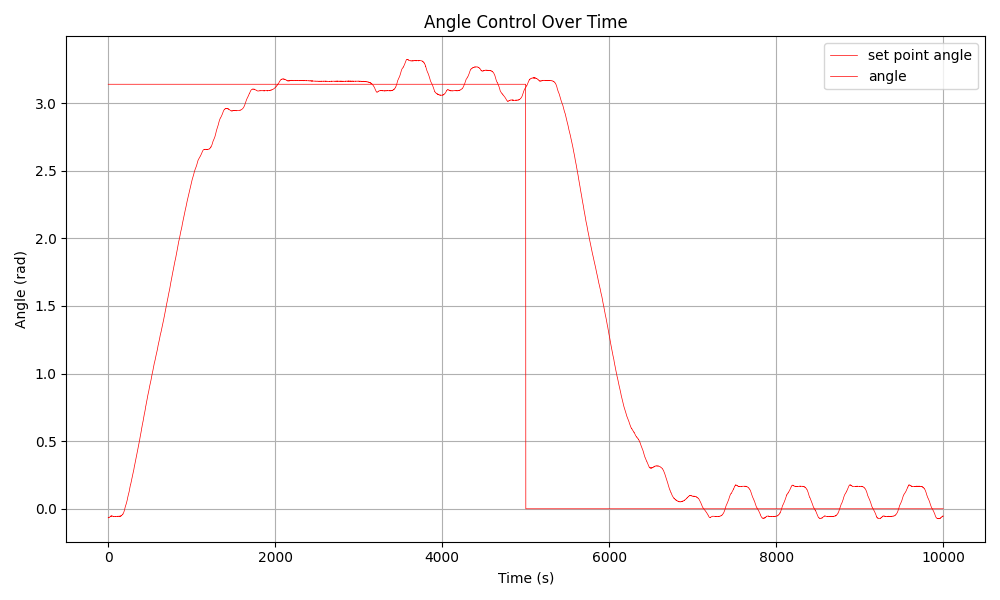 Angle Control Over Time
set point angle
angle
3.0
2.5
2.0
1.5
1.0
0.5
0.0
Angle (rad)
0 2000 4000 6000 8000 10000
Time (s)